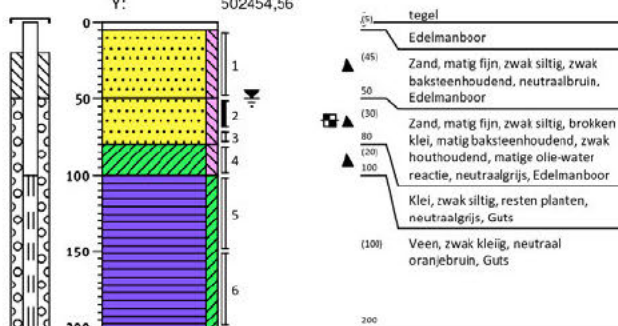 Y: 502454,56
0
50
100
150
200
1
2
3
4
5
6
(5)
tegel
Edelmanboor
(45)
Zand, matig fijn, zwak siltig, zwak
baksteenhoudend, neutraalbruin,
Edelmanboor
50
(30)
Zand, matig fijn, zwak siltig, brokken
klei, matig baksteenhoudend, zwak
houthoudend, matige olie-water
reactie, neutraalgrijs, Edelmanboor
80
(20)
100
Klei, zwak siltig, resten planten,
neutraalgrijs, Guts
(100)
Veen, zwak kleiïg, neutraal
oranjebruin, Guts
200